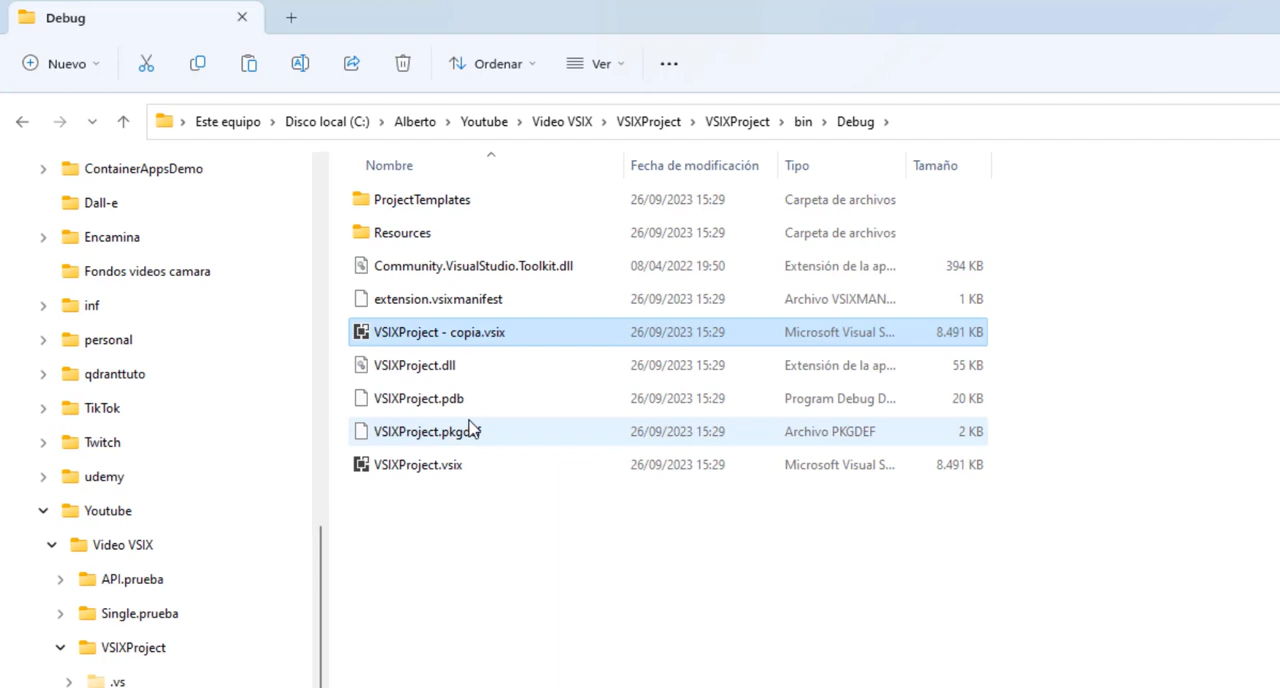 Debug
Nuevo
Ordenar
Ver
Este equipo > Disco local (C:) > Alberto > Youtube > Video VSIX > VSIXProject > VSIXProject > bin > Debug >
ContainerAppsDemo
Dall-e
Encamina
Fondos videos camara
inf
personal
qdranttuto
TikTok
Twitch
udemy
Youtube
Video VSIX
API.prueba
Single.prueba
VSIXProject
.vs
Nombre Fecha de modificación Tipo Tamaño
ProjectTemplates 26/09/2023 15:29 Carpeta de archivos
Resources 26/09/2023 15:29 Carpeta de archivos
Community.VisualStudio.Toolkit.dll 08/04/2022 19:50 Extensión de la ap... 394 KB
extension.vsixmanifest 26/09/2023 15:29 Archivo VSIXMAN... 1 KB
VSIXProject - copia.vsix 26/09/2023 15:29 Microsoft Visual S... 8.491 KB
VSIXProject.dll 26/09/2023 15:29 Extensión de la ap... 55 KB
VSIXProject.pdb 26/09/2023 15:29 Program Debug D... 20 KB
VSIXProject.pkgdef 26/09/2023 15:29 Archivo PKGDEF 2 KB
VSIXProject.vsix 26/09/2023 15:29 Microsoft Visual S... 8.491 KB